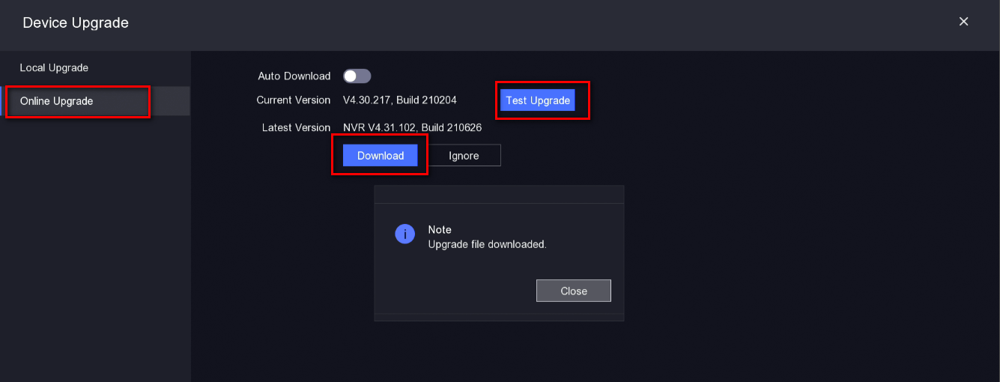 Device Upgrade
Local Upgrade
Online Upgrade
Auto Download
Current Version V4.30.217, Build 210204 Test Upgrade
Latest Version NVR V4.31.102, Build 210626
Download Ignore
i Note
Upgrade file downloaded.
Close